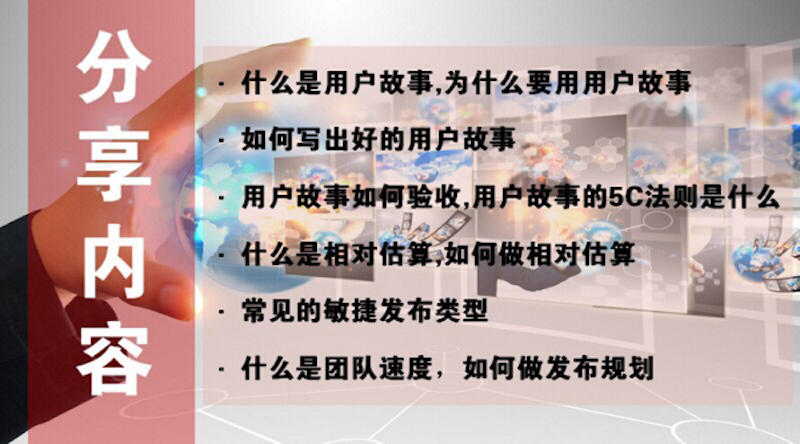 分享内容
- 什么是用户故事,为什么要用用户故事
- 如何写出好的用户故事
- 用户故事如何验收,用户故事的5C法则是什么
- 什么是相对估算,如何做相对估算
- 常见的敏捷发布类型
- 什么是团队速度，如何做发布规划